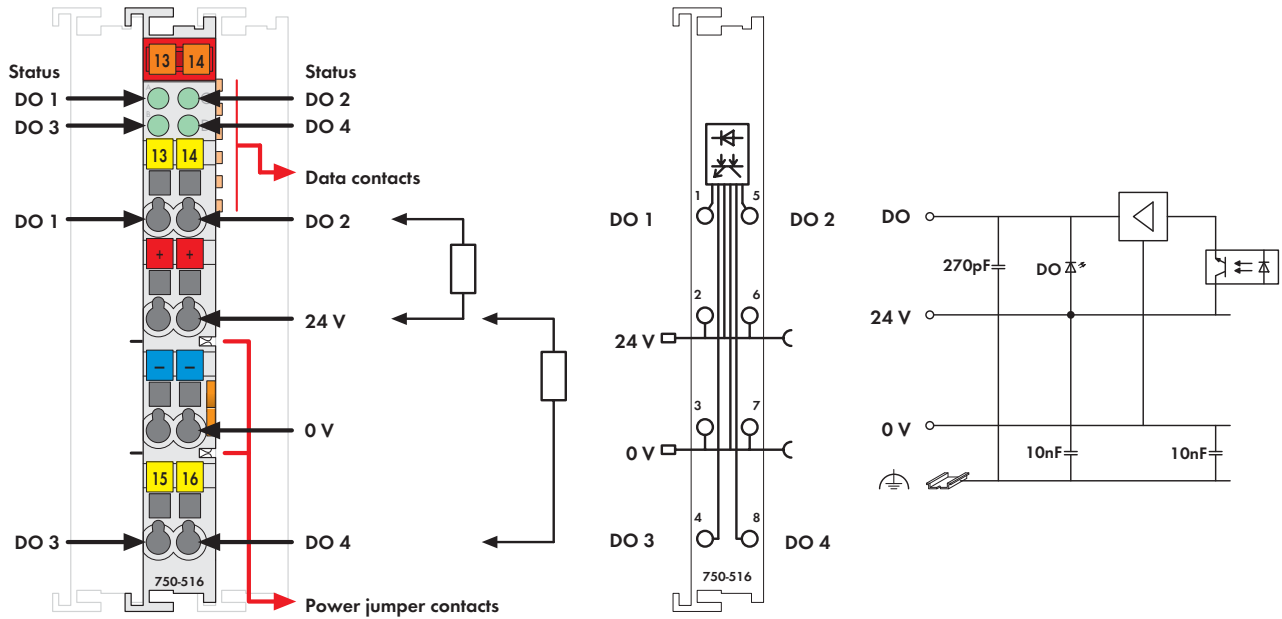 13 14
Status Status
DO 1 DO 2
DO 3 DO 4
13 14
Data contacts
DO 1 DO 2
+ +
24 V
− −
0 V
15 16
DO 3 DO 4
750-516
Power jumper contacts
1 5
DO 1 DO 2
2 6
24 V
3 7
0 V
4 8
DO 3 DO 4
750-516
DO
270pF DO
24 V
0 V
10nF 10nF